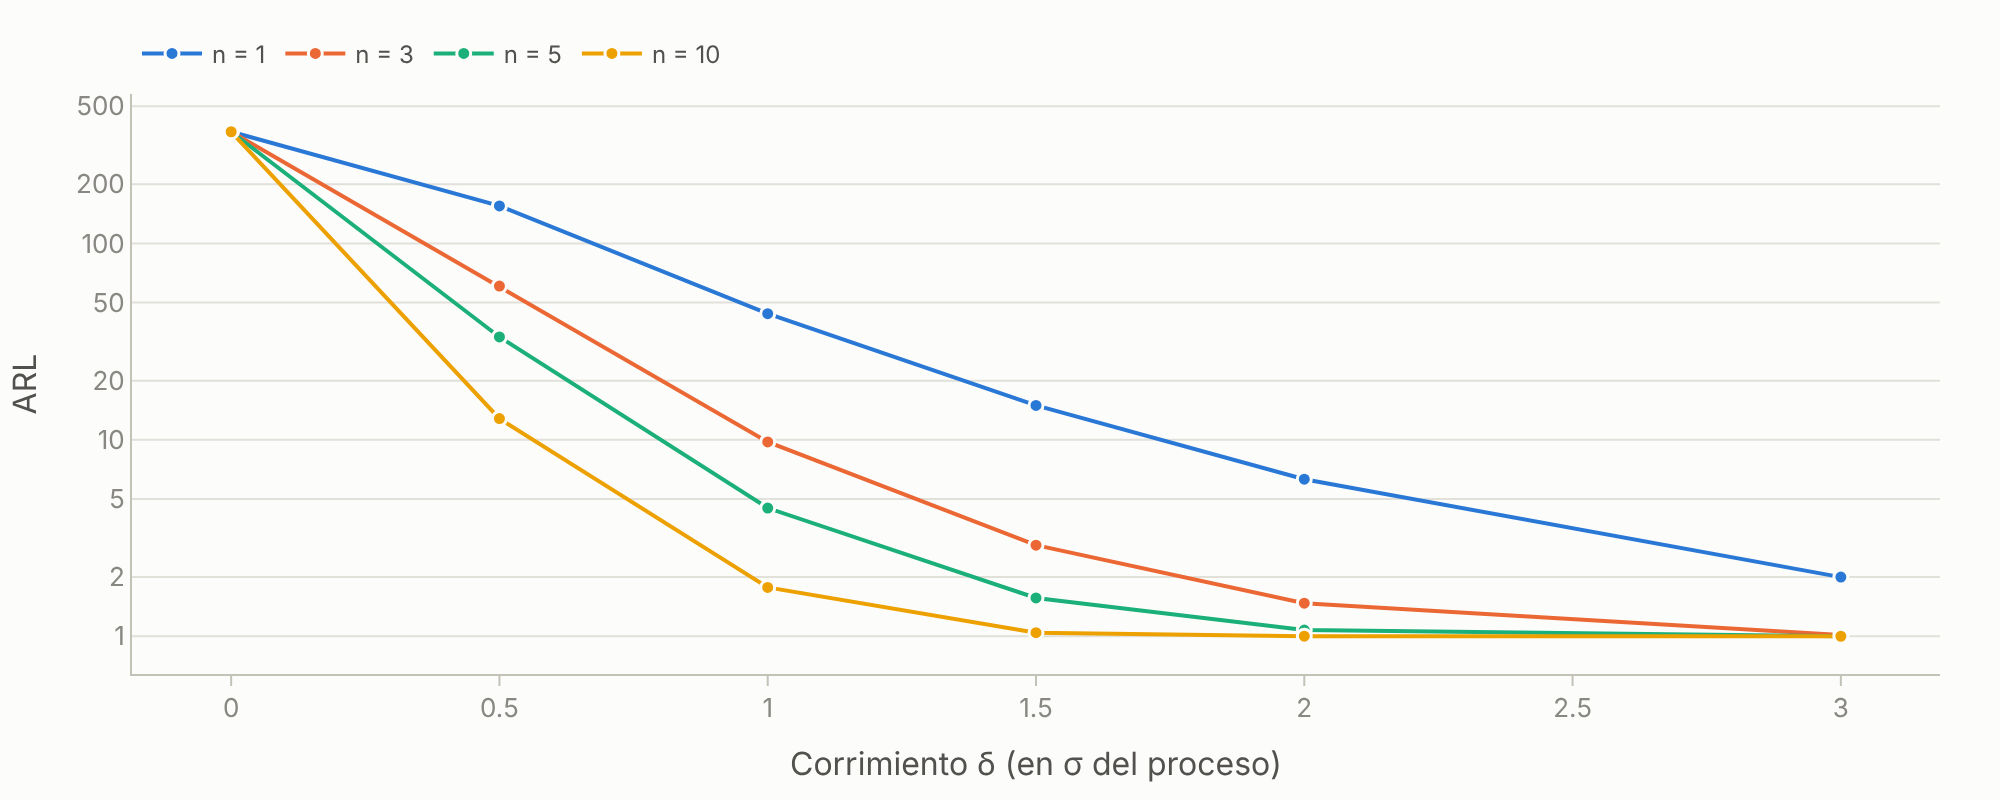 n = 1 n = 3 n = 5 n = 10
500
200
100
50
20
10
5
2
1
ARL
0 0.5 1 1.5 2 2.5 3
Corrimiento δ (en σ del proceso)